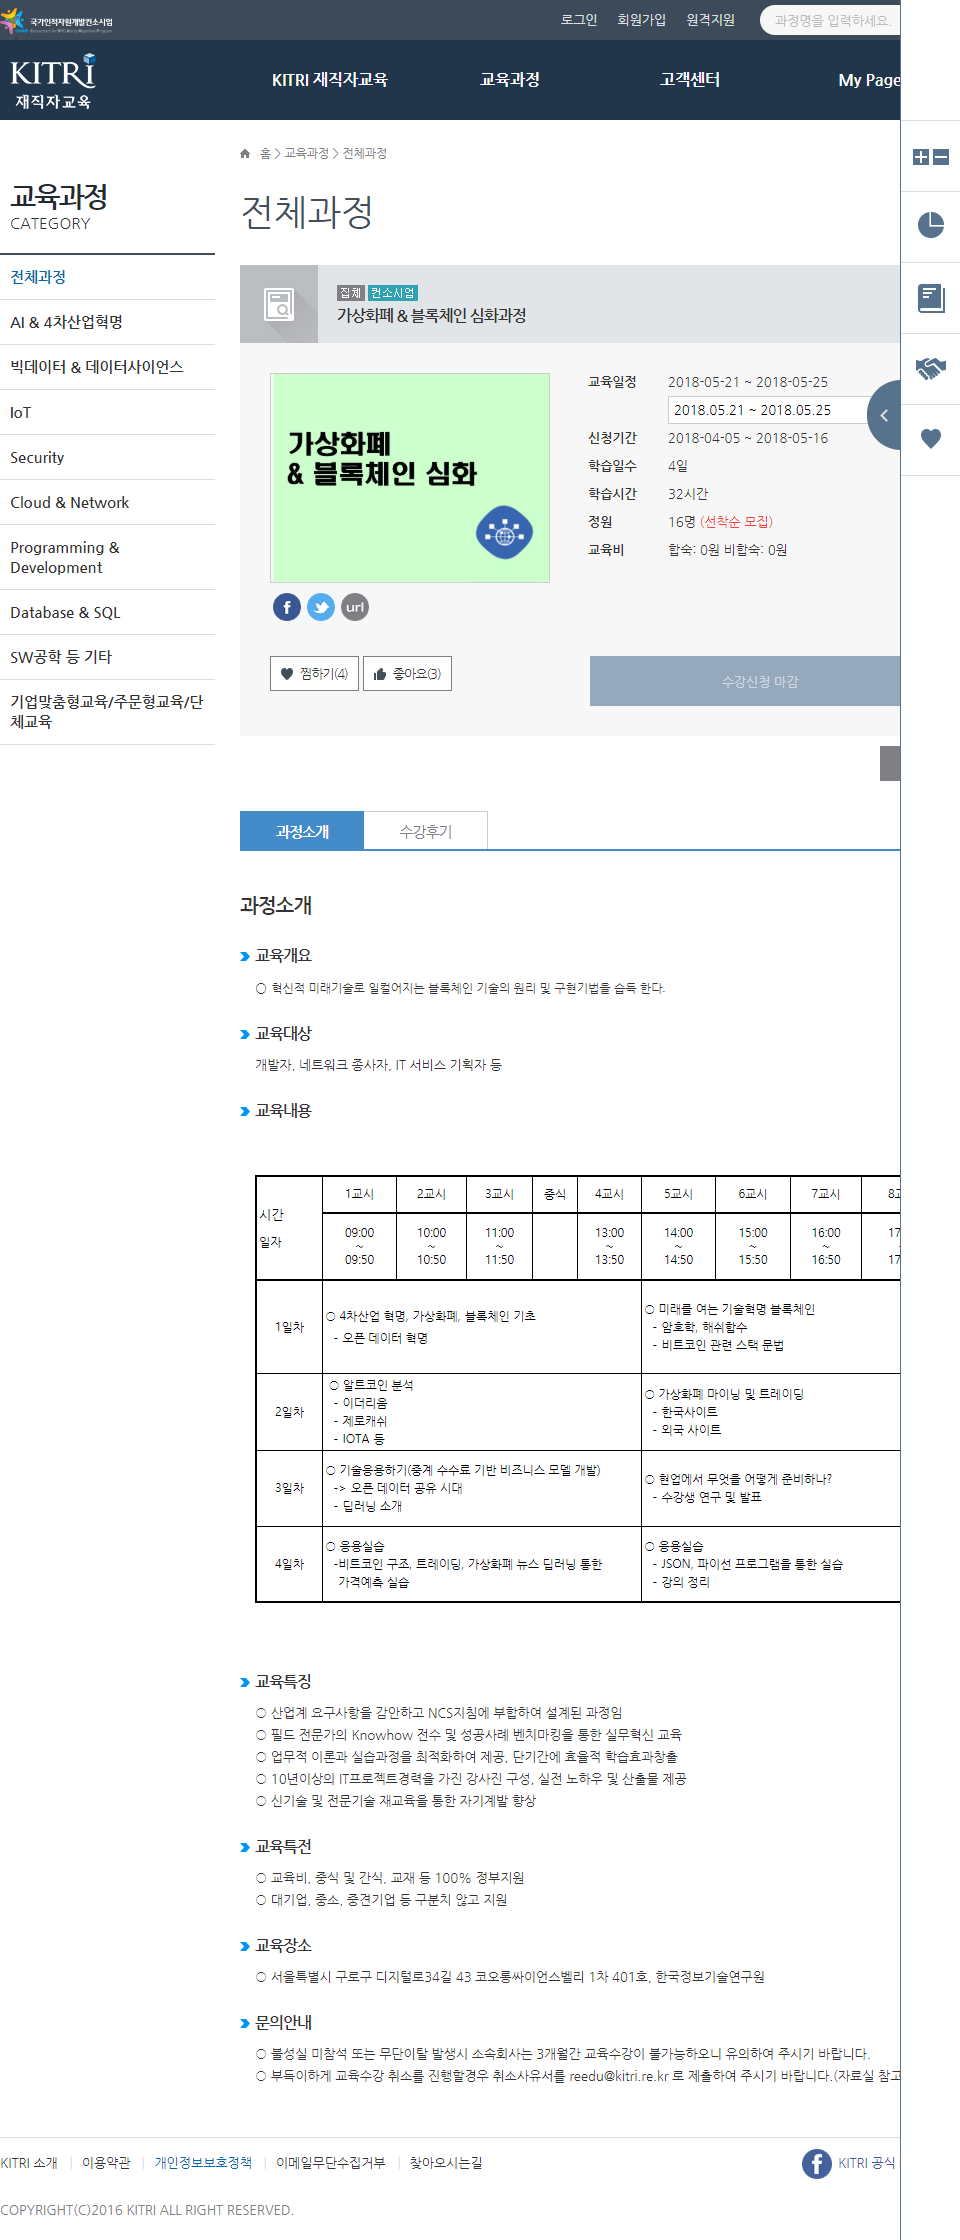 국가인적자원개발컨소시엄
로그인 회원가입 원격지원 과정명을 입력하세요.
KITRI
재직자교육
KITRI 재직자교육 교육과정 고객센터 My Page
홈 > 교육과정 > 전체과정
교육과정
CATEGORY
전체과정
AI & 4차산업혁명
빅데이터 & 데이터사이언스
IoT
Security
Cloud & Network
Programming &
Development
Database & SQL
SW공학 등 기타
기업맞춤형교육/주문형교육/단
체교육
전체과정
집체 컨소시엄
가상화폐 & 블록체인 심화과정
가상화폐
& 블록체인 심화
교육일정 2018-05-21 ~ 2018-05-25
2018.05.21 ~ 2018.05.25
신청기간 2018-04-05 ~ 2018-05-16
학습일수 4일
학습시간 32시간
정원 16명 (선착순 모집)
교육비 합숙: 0원 비합숙: 0원
url
찜하기(4) 좋아요(3)
수강신청 마감
과정소개 수강후기
과정소개
교육개요
○ 혁신적 미래기술로 일컬어지는 블록체인 기술의 원리 및 구현기법을 습득 한다.
교육대상
개발자, 네트워크 종사자, IT 서비스 기획자 등
교육내용
시간
일자
1교시 2교시 3교시 중식 4교시 5교시 6교시 7교시
09:00 10:00 11:00 13:00 14:00 15:00 16:00
~ ~ ~ ~ ~ ~ ~
09:50 10:50 11:50 13:50 14:50 15:50 16:50
1일차
○ 4차산업 혁명, 가상화폐, 블록체인 기초
- 오픈 데이터 혁명
○ 미래를 여는 기술혁명 블록체인
- 암호학, 해쉬함수
- 비트코인 관련 스택 문법
2일차
○ 알트코인 분석
- 이더리움
- 제로캐쉬
- IOTA 등
○ 가상화폐 마이닝 및 트레이딩
- 한국사이트
- 외국 사이트
3일차
○ 기술응용하기(중계 수수료 기반 비즈니스 모델 개발)
-> 오픈 데이터 공유 시대
- 딥러닝 소개
○ 현업에서 무엇을 어떻게 준비하나?
- 수강생 연구 및 발표
4일차
○ 응용실습
-비트코인 구조, 트레이딩, 가상화폐 뉴스 딥러닝 통한
가격예측 실습
○ 응용실습
- JSON, 파이선 프로그램을 통한 실습
- 강의 정리
교육특징
○ 산업계 요구사항을 감안하고 NCS지침에 부합하여 설계된 과정임
○ 필드 전문가의 Knowhow 전수 및 성공사례 벤치마킹을 통한 실무혁신 교육
○ 업무적 이론과 실습과정을 최적화하여 제공, 단기간에 효율적 학습효과창출
○ 10년이상의 IT프로젝트경력을 가진 강사진 구성, 실전 노하우 및 산출물 제공
○ 신기술 및 전문기술 재교육을 통한 자기계발 향상
교육특전
○ 교육비, 중식 및 간식, 교재 등 100% 정부지원
○ 대기업, 중소, 중견기업 등 구분치 않고 지원
교육장소
○ 서울특별시 구로구 디지털로34길 43 코오롱싸이언스벨리 1차 401호, 한국정보기술연구원
문의안내
○ 불성실 미참석 또는 무단이탈 발생시 소속회사는 3개월간 교육수강이 불가능하오니 유의하여 주시기 바랍니다.
○ 부득이하게 교육수강 취소를 진행할경우 취소사유서를 reedu@kitri.re.kr 로 제출하여 주시기 바랍니다.(자료실 참고
KITRI 소개 | 이용약관 | 개인정보보호정책 | 이메일무단수집거부 | 찾아오시는길
KITRI 공식
COPYRIGHT(C)2016 KITRI ALL RIGHT RESERVED.